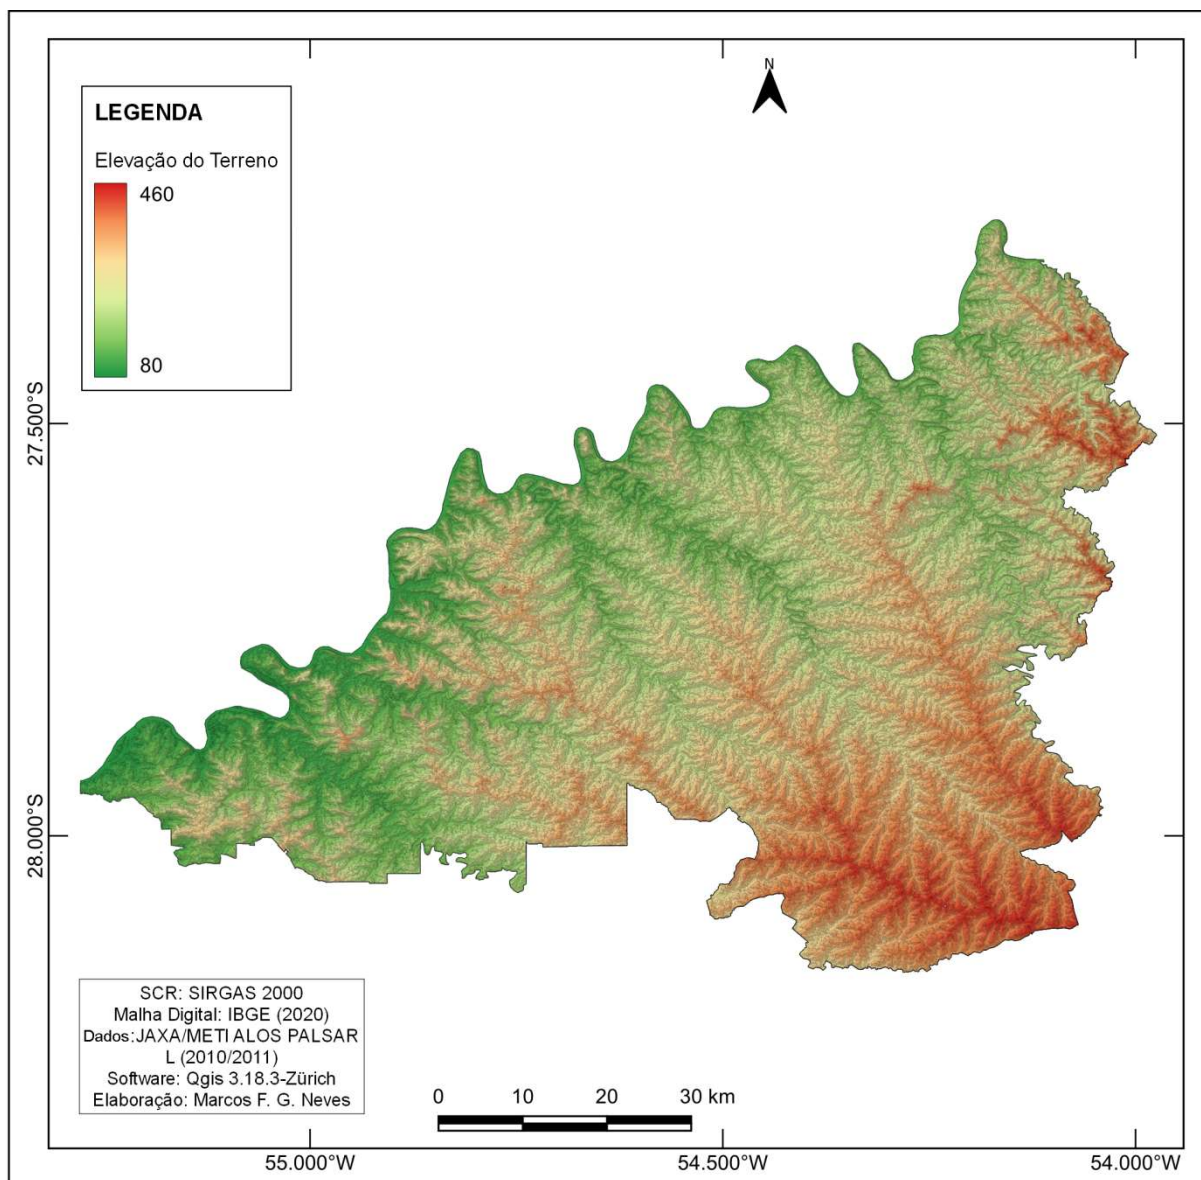 N
LEGENDA
Elevação do Terreno
460
80
27.500°S
28.000°S
SCR: SIRGAS 2000
Malha Digital: IBGE (2020)
Dados:JAXA/METI ALOS PALSAR
L (2010/2011)
Software: Qgis 3.18.3-Zürich
Elaboração: Marcos F. G. Neves
0 10 20 30 km
55.000°W 54.500°W 54.000°W